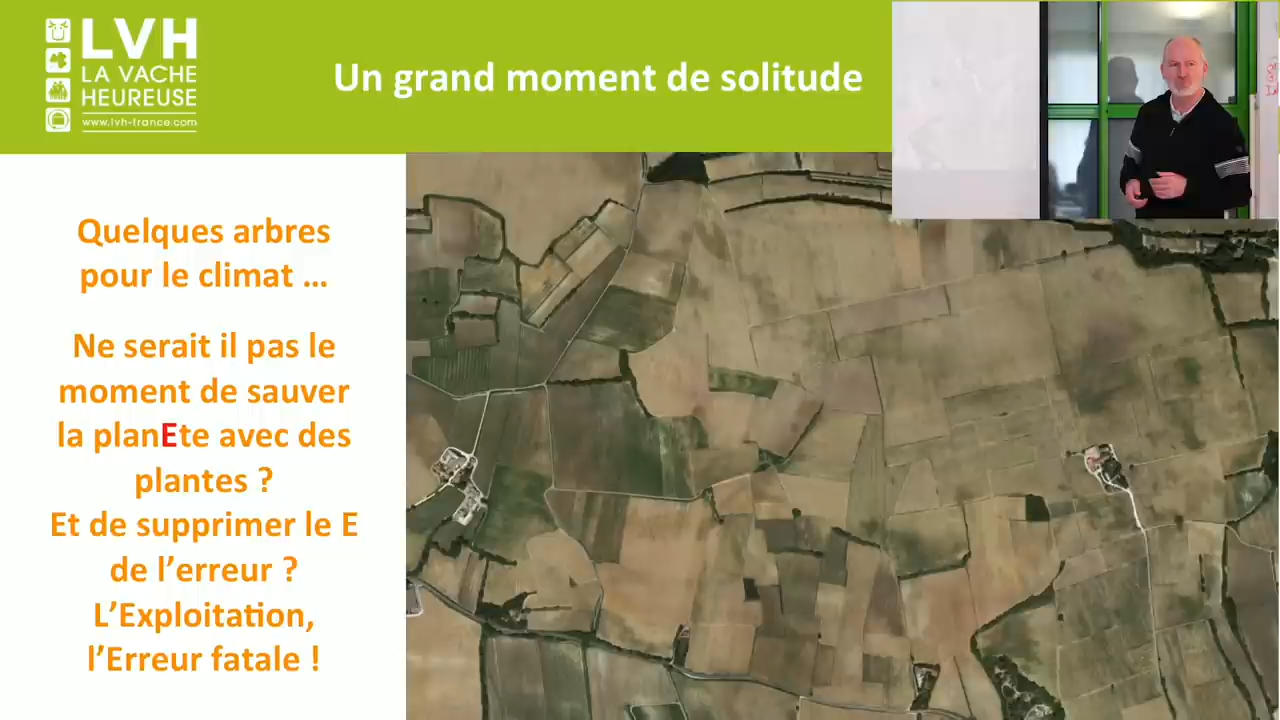 LVH
LA VACHE
HEUREUSE
www.lvh-france.com
Un grand moment de solitude
Quelques arbres
pour le climat ...
Ne serait il pas le
moment de sauver
la planEte avec des
plantes ?
Et de supprimer le E
de l’erreur ?
L’Exploitation,
l’Erreur fatale !